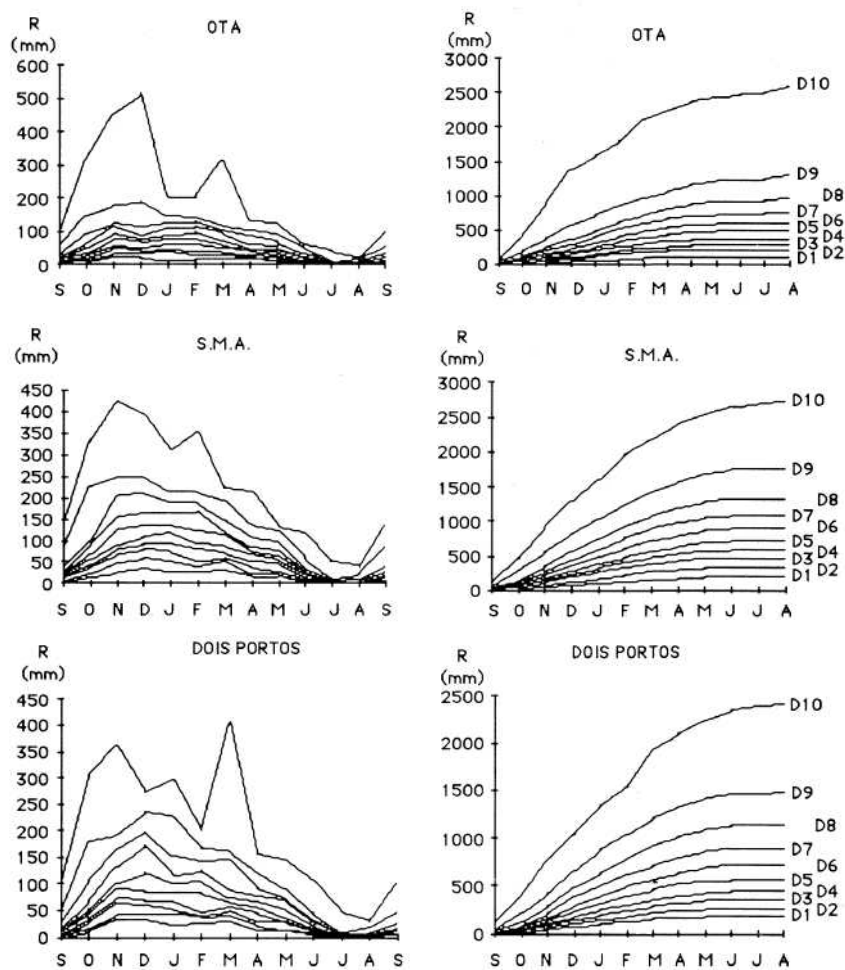 R
(mm)
OTA
600
500
400
300
200
100
0
S O N D J F M A M J J A S
R
(mm)
OTA
3000
2500
2000
1500
1000
500
0
D10
D9
D8
D7
D6
D5
D4
D3
D2
D1
S O N D J F M A M J J A
R
(mm)
S.M.A.
450
400
350
300
250
200
150
100
50
0
S O N D J F M A M J J A S
R
(mm)
S.M.A.
3000
2500
2000
1500
1000
500
0
D10
D9
D8
D7
D6
D5
D4
D3
D2
D1
S O N D J F M A M J J A
R
(mm)
DOIS PORTOS
450
400
350
300
250
200
150
100
50
0
S O N D J F M A M J J A S
R
(mm)
DOIS PORTOS
2500
2000
1500
1000
500
0
D10
D9
D8
D7
D6
D5
D4
D3
D2
D1
S O N D J F M A M J J A